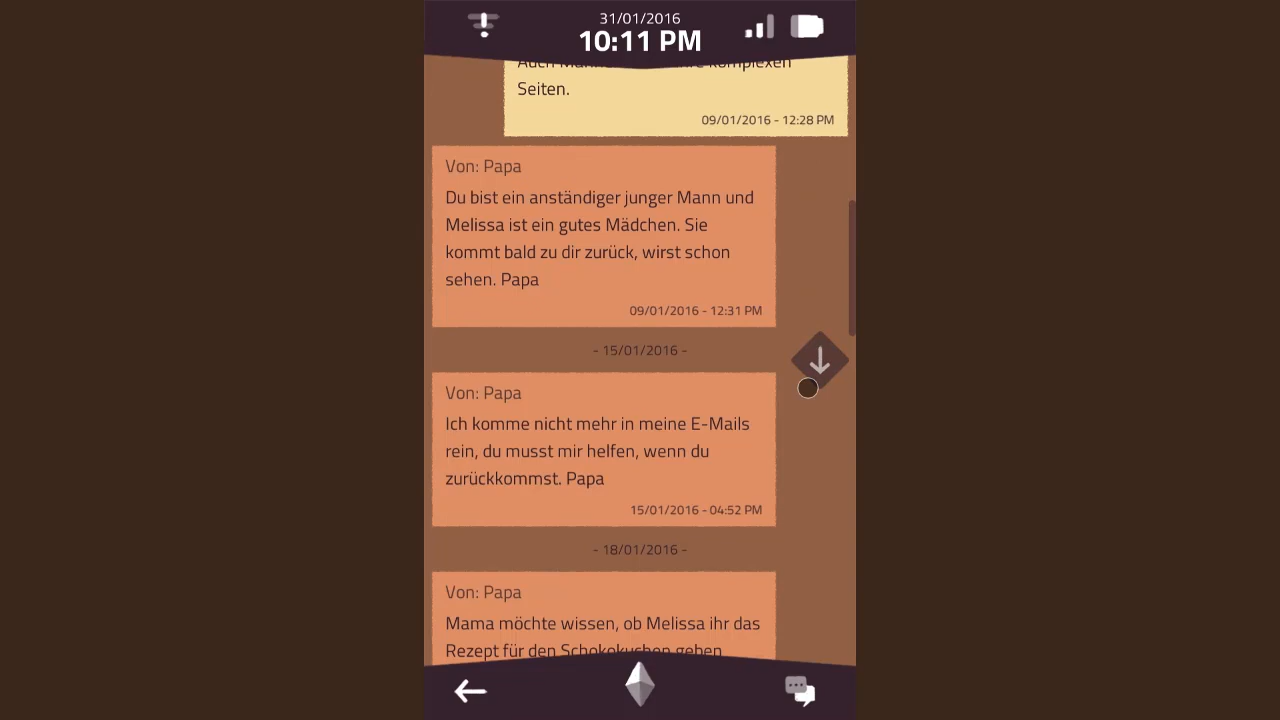 31/01/2016
10:11 PM
komplexen
Seiten.
09/01/2016 - 12:28 PM
Von: Papa
Du bist ein anständiger junger Mann und
Melissa ist ein gutes Mädchen. Sie
kommt bald zu dir zurück, wirst schon
sehen. Papa
09/01/2016 - 12:31 PM
- 15/01/2016 -
Von: Papa
Ich komme nicht mehr in meine E-Mails
rein, du musst mir helfen, wenn du
zurückkommst. Papa
15/01/2016 - 04:52 PM
- 18/01/2016 -
Von: Papa
Mama möchte wissen, ob Melissa ihr das
Rezept für den Schokokuchen geben